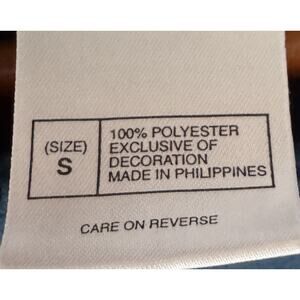 (SIZE)
S
100% POLYESTER
EXCLUSIVE OF
DECORATION
MADE IN PHILIPPINES
CARE ON REVERSE